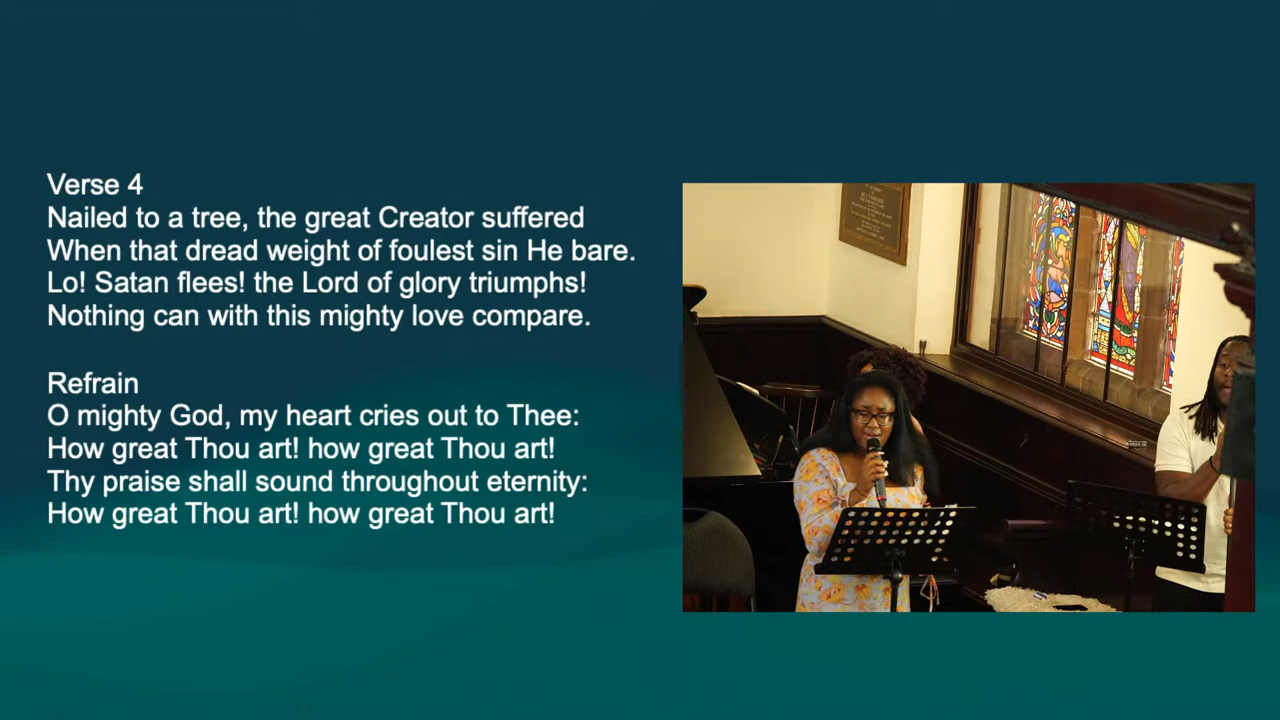 Verse 4
Nailed to a tree, the great Creator suffered
When that dread weight of foulest sin He bare.
Lo! Satan flees! the Lord of glory triumphs!
Nothing can with this mighty love compare.
Refrain
O mighty God, my heart cries out to Thee:
How great Thou art! how great Thou art!
Thy praise shall sound throughout eternity:
How great Thou art! how great Thou art!